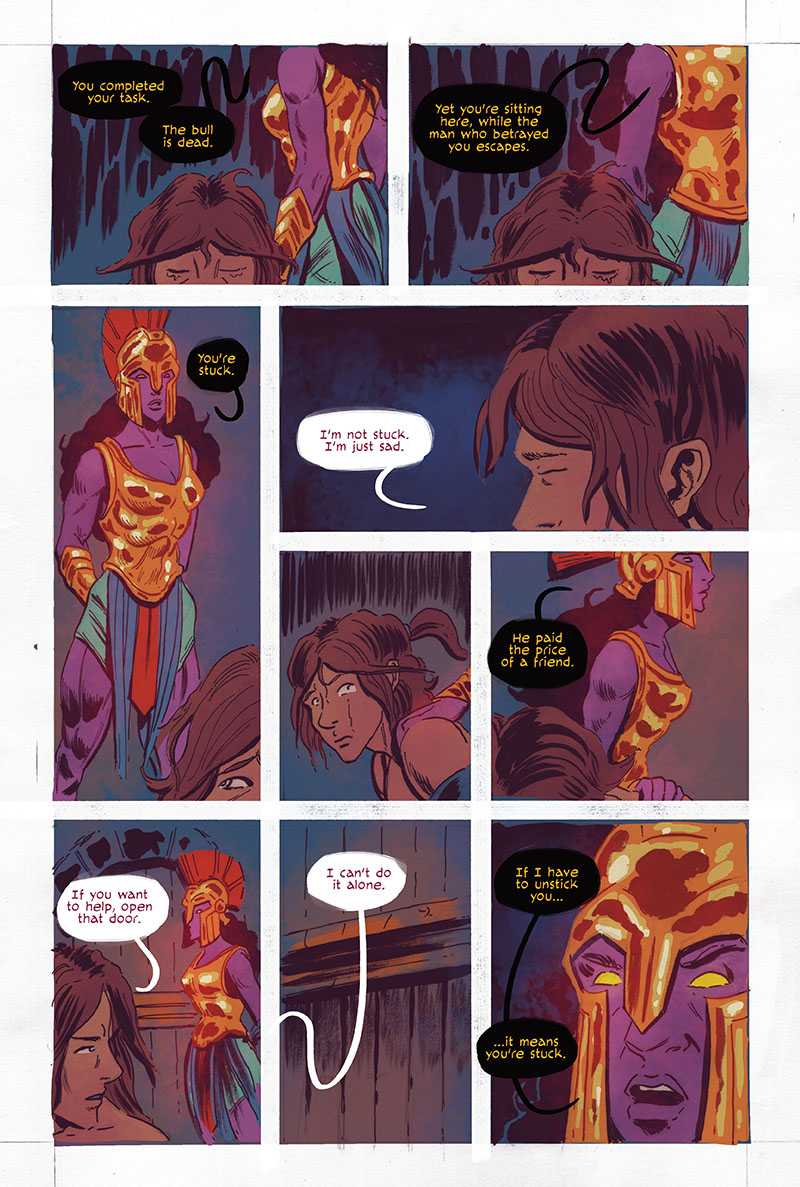 You completed
your task.
The bull
is dead.
Yet you're sitting
here, while the
man who betrayed
you escapes.
You're
stuck.
I'm not stuck.
I'm just sad.
He paid
the price
of a friend.
If you want
to help, open
that door.
I can't do
it alone.
If I have
to unstick
you...
...it means
you're stuck.